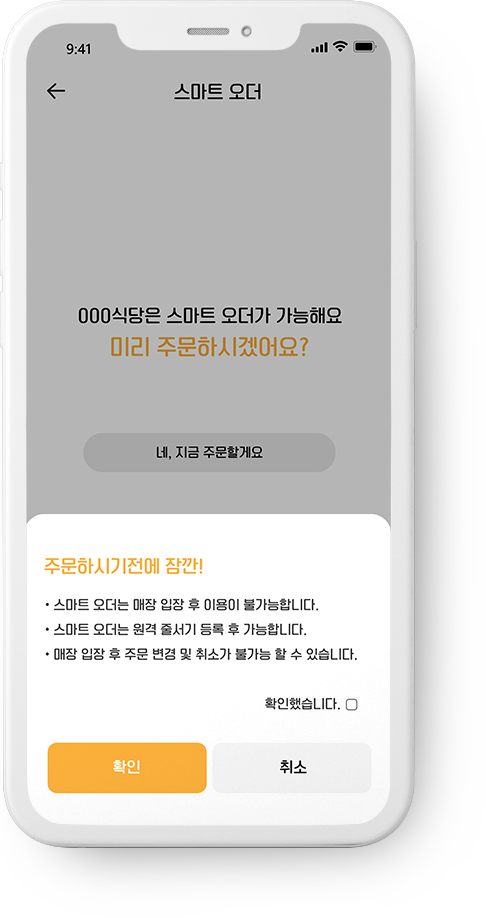 9:41
스마트 오더
000식당은 스마트 오더가 가능해요
미리 주문하시겠어요?
네, 지금 주문할게요
주문하시기전에 잠깐!
• 스마트 오더는 매장 입장 후 이용이 불가능합니다.
• 스마트 오더는 원격 줄서기 등록 후 가능합니다.
• 매장 입장 후 주문 변경 및 취소가 불가능 할 수 있습니다.
확인했습니다.
확인
취소